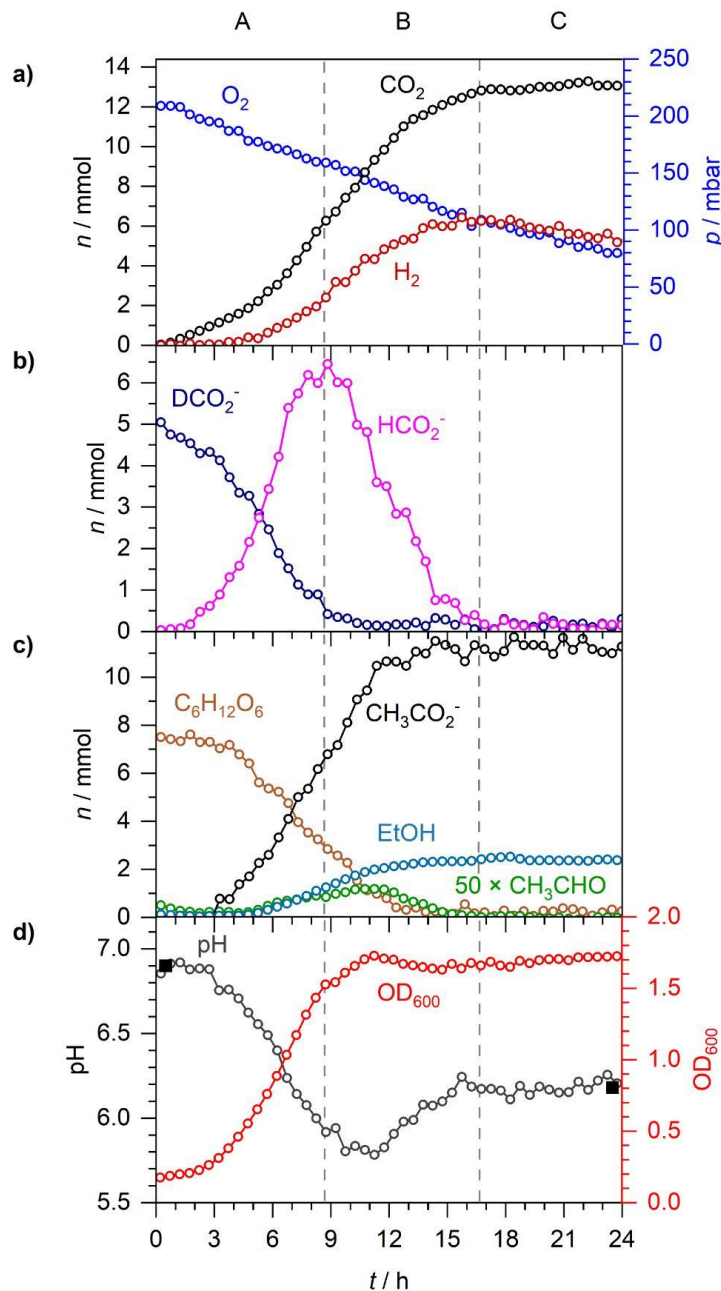 A B C
a)
14
12
10
8
6
4
2
0
n / mmol
O₂
CO₂
H₂
250
200
150
100
50
0
p / mbar
b)
6
5
4
3
2
1
0
n / mmol
DCO₂⁻
HCO₂⁻
c)
10
8
6
4
2
0
n / mmol
C₆H₁₂O₆
CH₃CO₂⁻
EtOH
50 × CH₃CHO
d)
7.0
6.5
6.0
5.5
pH
pH
OD₆₀₀
2.0
1.5
1.0
0.5
0.0
OD₆₀₀
0 3 6 9 12 15 18 21 24
t / h